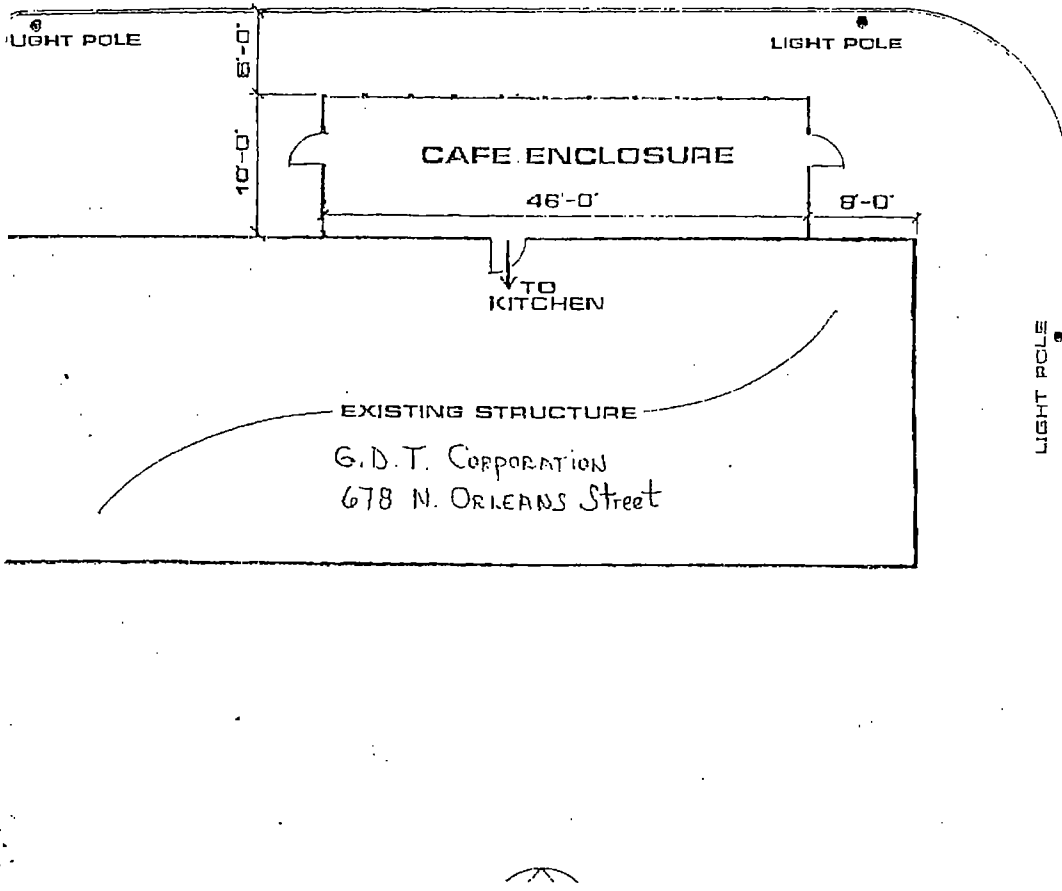 LIGHT POLE
6'-0"
LIGHT POLE
10'-0"
CAFE ENCLOSURE
46'-0"
8'-0"
TO
KITCHEN
LIGHT POLE
EXISTING STRUCTURE
G.D.T. CORPORATION
678 N. ORLEANS Street